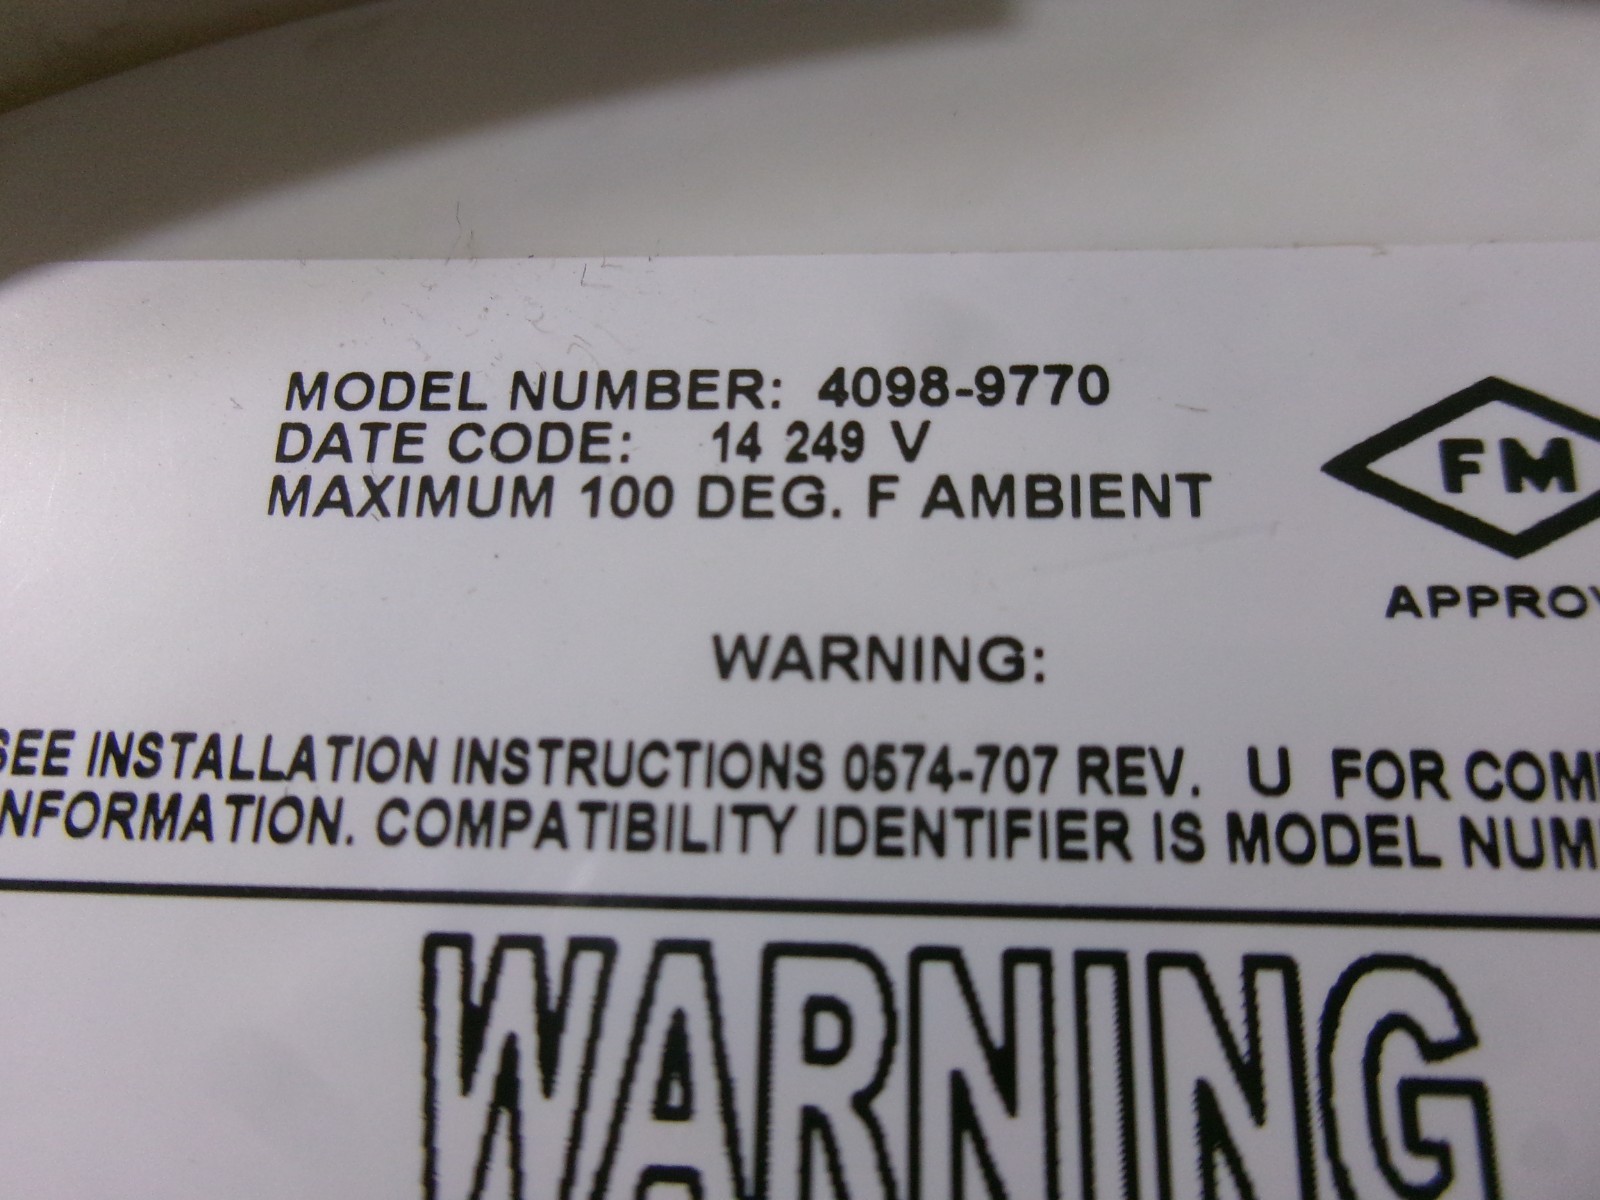 MODEL NUMBER: 4098-9770
DATE CODE: 14 249 V
MAXIMUM 100 DEG. F AMBIENT
FM
APPROV
WARNING:
SEE INSTALLATION INSTRUCTIONS 0574-707 REV. U FOR COM
INFORMATION. COMPATIBILITY IDENTIFIER IS MODEL NUM
WARNING